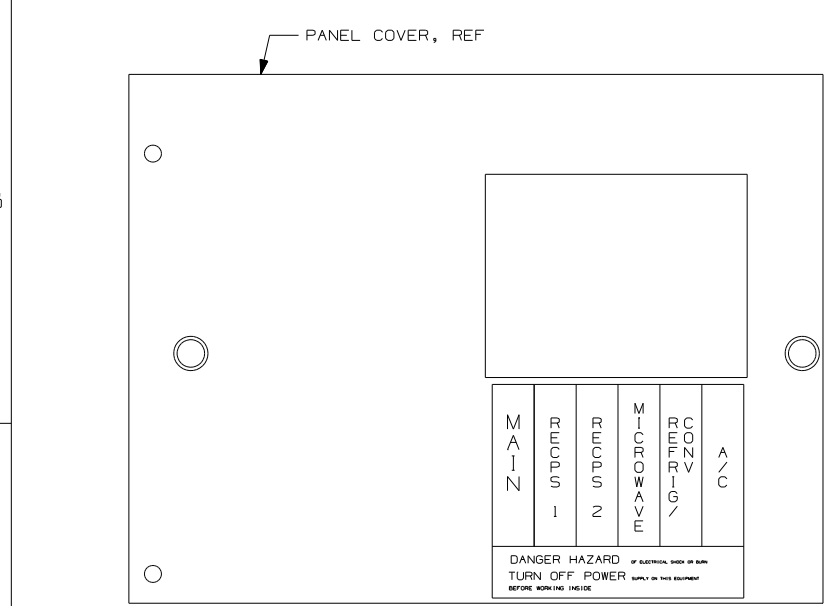 PANEL COVER, REF
MAIN
RECPS 1
RECPS 2
MICROWAVE
REFRIG/
CONV
A/C
DANGER HAZARD OF ELECTRICAL SHOCK OR BURN
TURN OFF POWER SUPPLY ON THIS EQUIPMENT
BEFORE WORKING INSIDE